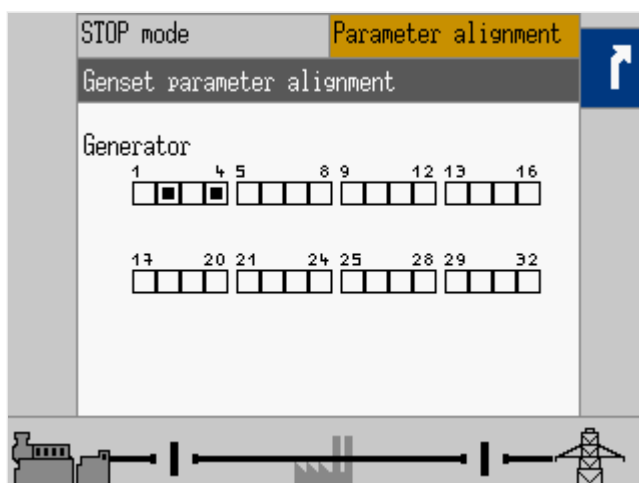 STOP mode Parameter alignment
Genset parameter alignment
Generator
1 4 5 8 9 12 13 16
17 20 21 24 25 28 29 32